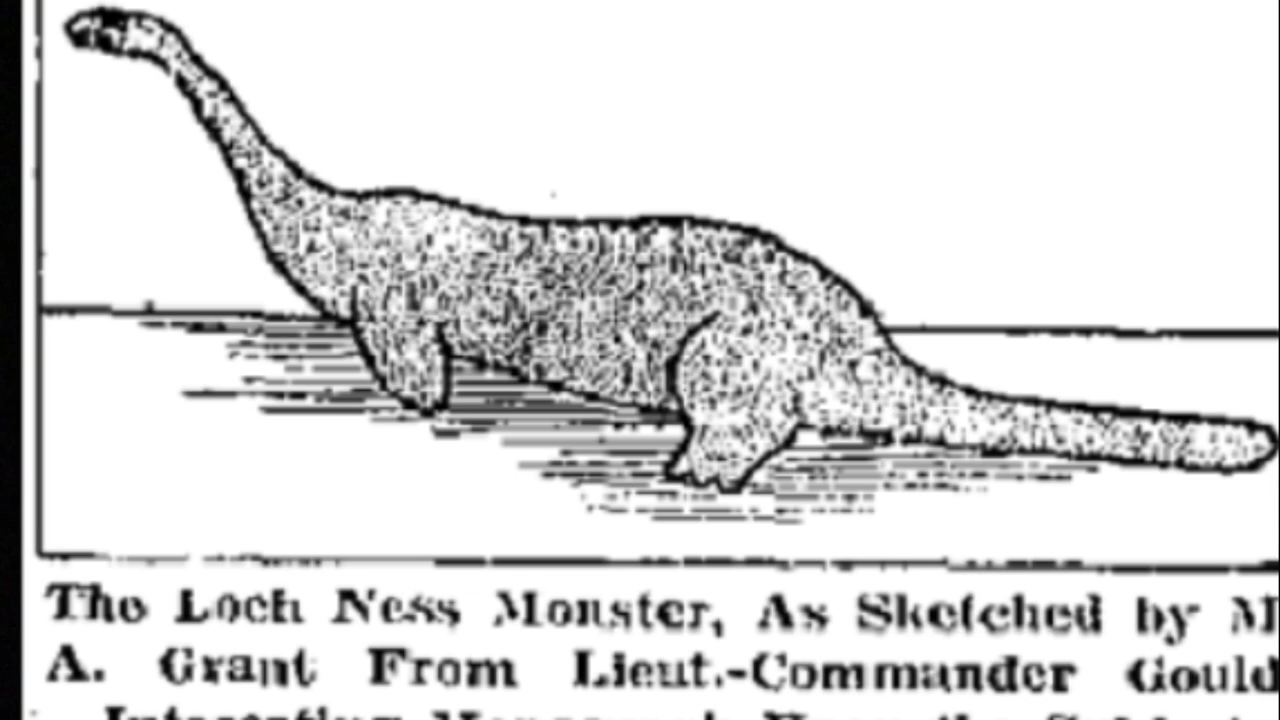 The Loch Ness Monster, As Sketched by
A. Grant From Lieut.-Commander Gould